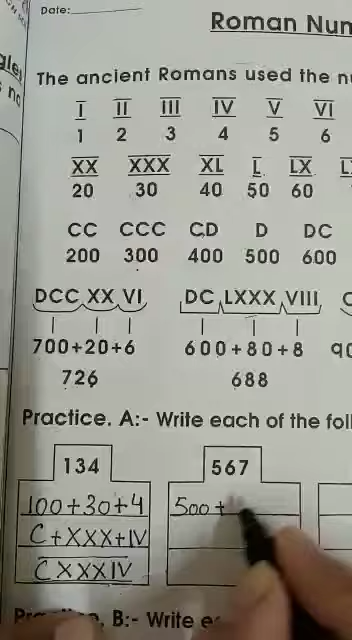 Date:
Roman Num
The ancient Romans used the n
I II III IV V VI
1 2 3 4 5 6
XX XXX XL L LX L
20 30 40 50 60
CC CCC CD D DC
200 300 400 500 600
DCC XX VI DC LXXX VIII
700+20+6 600+80+8 90
726 688
Practice. A:- Write each of the foll
134 567
100+30+4 500+
C+XXX+IV
CXXXIV
B:- Write e